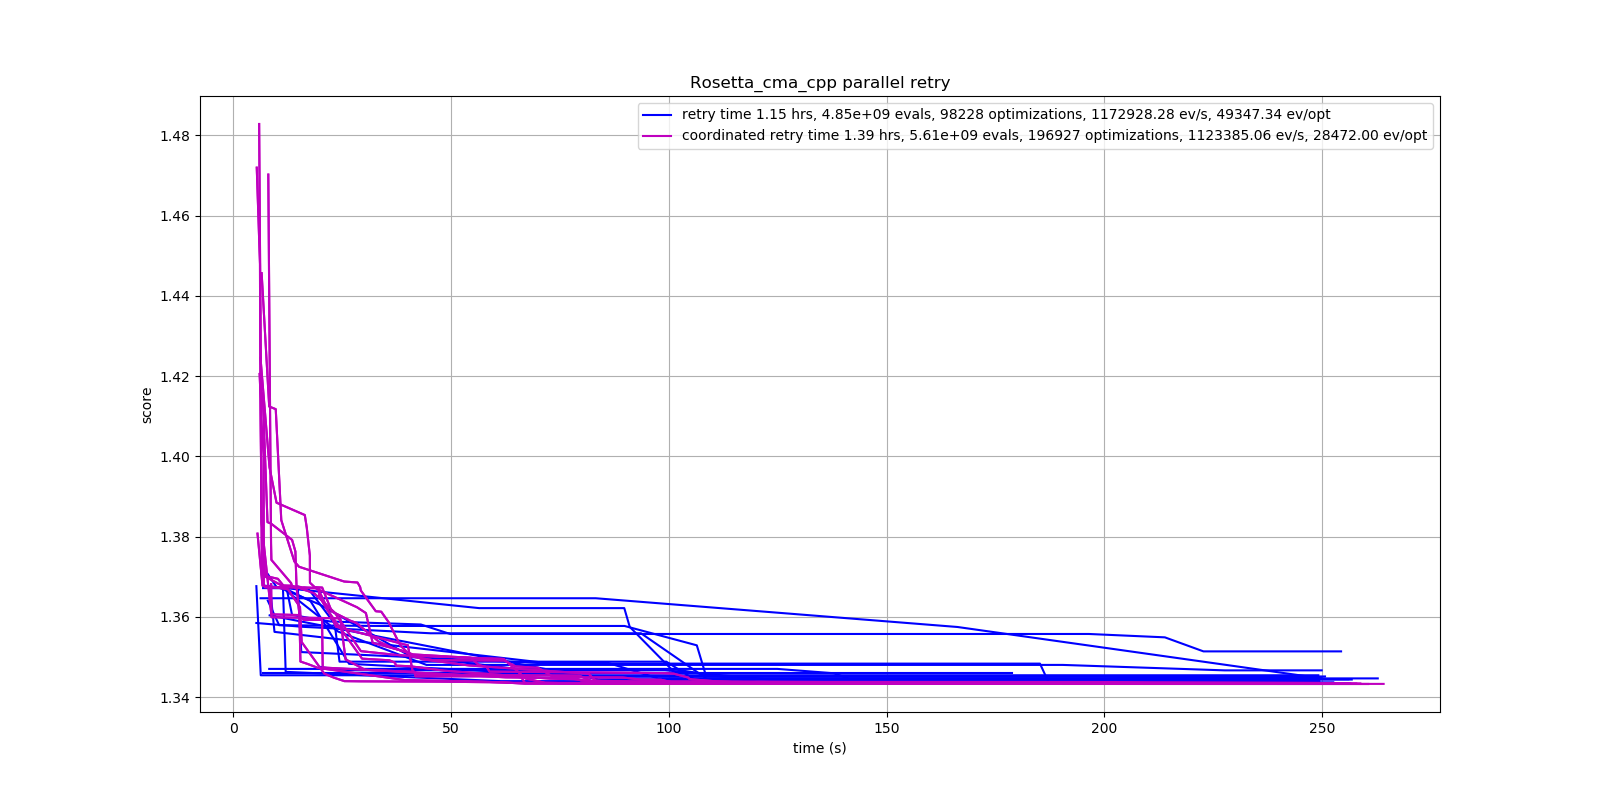 Rosetta_cma_cpp parallel retry
retry time 1.15 hrs, 4.85e+09 evals, 98228 optimizations, 1172928.28 ev/s, 49347.34 ev/opt
coordinated retry time 1.39 hrs, 5.61e+09 evals, 196927 optimizations, 1123385.06 ev/s, 28472.00 ev/opt
1.48
1.46
1.44
1.42
1.40
1.38
1.36
1.34
score
0 50 100 150 200 250
time (s)